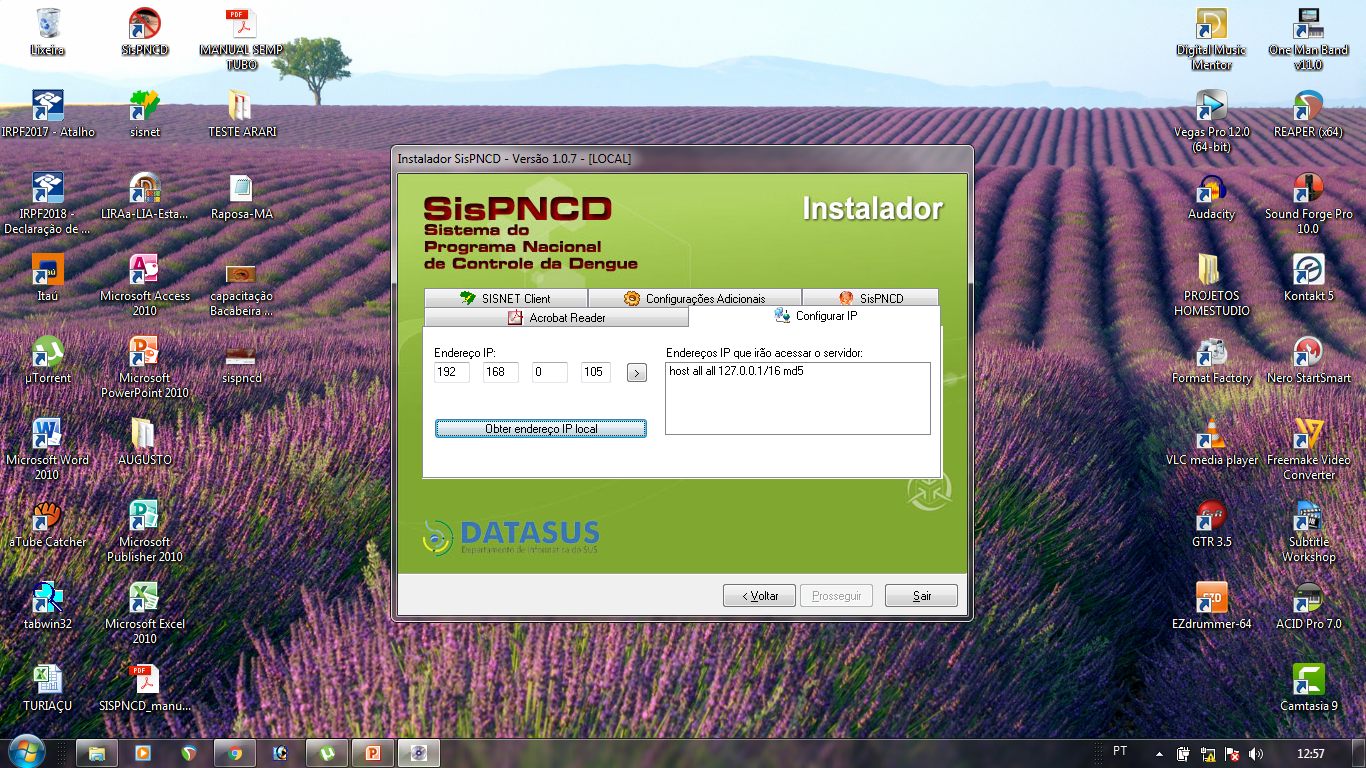 Lixeira
SisPNCD
MANUAL SEMP
TUBO
Digital Music
Mentor
One Man Band
v11.0
IRPF2017 - Atalho
sisnet
TESTE ARARI
Vegas Pro 12.0
(64-bit)
REAPER (x64)
IRPF2018 -
Declaração de ...
LIRAa-LIA-Esta...
Raposa-MA
Audacity
Sound Forge Pro
10.0
Itaú
Microsoft Access
2010
capacitação
Bacabeira ...
PROJETOS
HOMESTUDIO
Kontakt 5
µTorrent
Microsoft
PowerPoint 2010
sispncd
Format Factory
Nero StartSmart
Microsoft Word
2010
AUGUSTO
VLC media player
Freemake Video
Converter
aTube Catcher
Microsoft
Publisher 2010
GTR 3.5
Subtitle
Workshop
tabwin32
Microsoft Excel
2010
EZdrummer-64
ACID Pro 7.0
TURIAÇU
SISPNCD_manu...
Camtasia 9
Instalador SisPNCD - Versão 1.0.7 - [LOCAL]
SisPNCD
Sistema do
Programa Nacional
de Controle da Dengue
Instalador
SISNET Client
Configurações Adicionais
SisPNCD
Acrobat Reader
Configurar IP
Endereço IP:
192 168 0 105 >
Obter endereço IP local
Endereços IP que irão acessar o servidor:
host all all 127.0.0.1/16 md5
DATASUS
Departamento de Informática do SUS
< Voltar
Prosseguir
Sair
PT
12:57